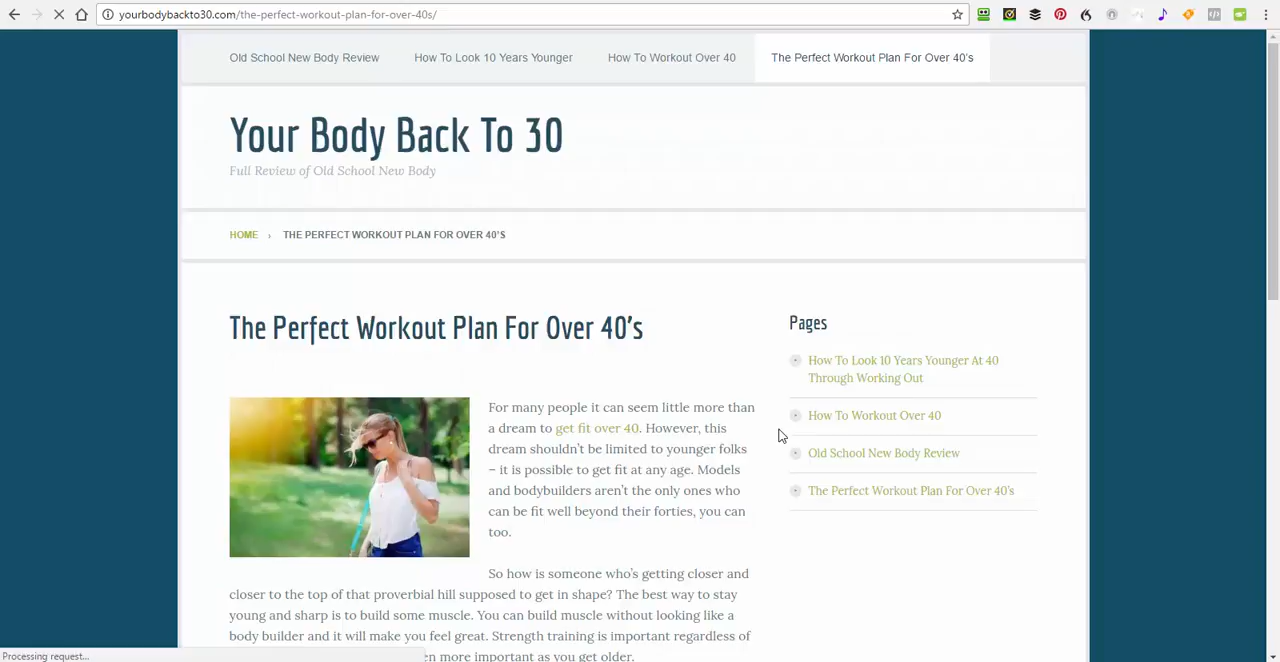 yourbodybackto30.com/the-perfect-workout-plan-for-over-40s/
Old School New Body Review
How To Look 10 Years Younger
How To Workout Over 40
The Perfect Workout Plan For Over 40's
Your Body Back To 30
Full Review of Old School New Body
HOME › THE PERFECT WORKOUT PLAN FOR OVER 40'S
The Perfect Workout Plan For Over 40's
For many people it can seem little more than
a dream to get fit over 40. However, this
dream shouldn't be limited to younger folks
– it is possible to get fit at any age. Models
and bodybuilders aren't the only ones who
can be fit well beyond their forties, you can
too.
So how is someone who's getting closer and
closer to the top of that proverbial hill supposed to get in shape? The best way to stay
young and sharp is to build some muscle. You can build muscle without looking like a
body builder and it will make you feel great. Strength training is important regardless of
en more important as you get older.
Pages
How To Look 10 Years Younger At 40
Through Working Out
How To Workout Over 40
Old School New Body Review
The Perfect Workout Plan For Over 40's
Processing request...